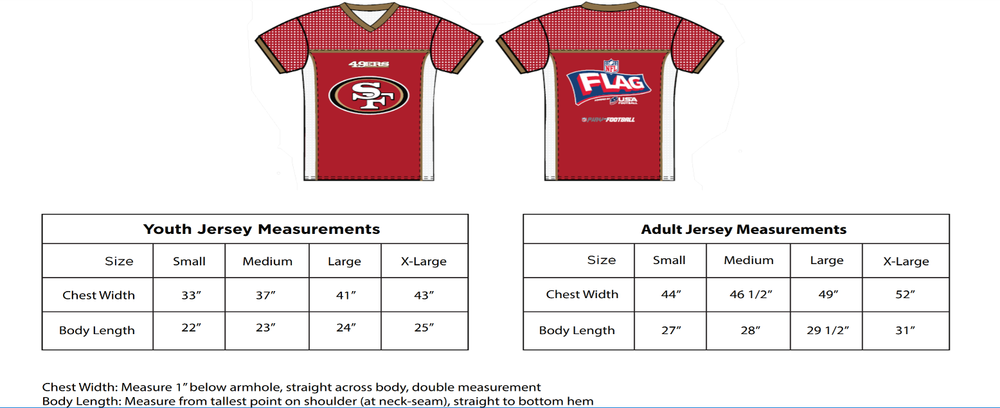 49ERS
SF
NFL
FLAG
POWERED BY USA
FOOTBALL
PLAY FOOTBALL
Youth Jersey Measurements
Size Small Medium Large X-Large
Chest Width 33” 37” 41” 43”
Body Length 22” 23” 24” 25”
Adult Jersey Measurements
Size Small Medium Large X-Large
Chest Width 44” 46 1/2” 49” 52”
Body Length 27” 28” 29 1/2” 31”
Chest Width: Measure 1” below armhole, straight across body, double measurement
Body Length: Measure from tallest point on shoulder (at neck-seam), straight to bottom hem